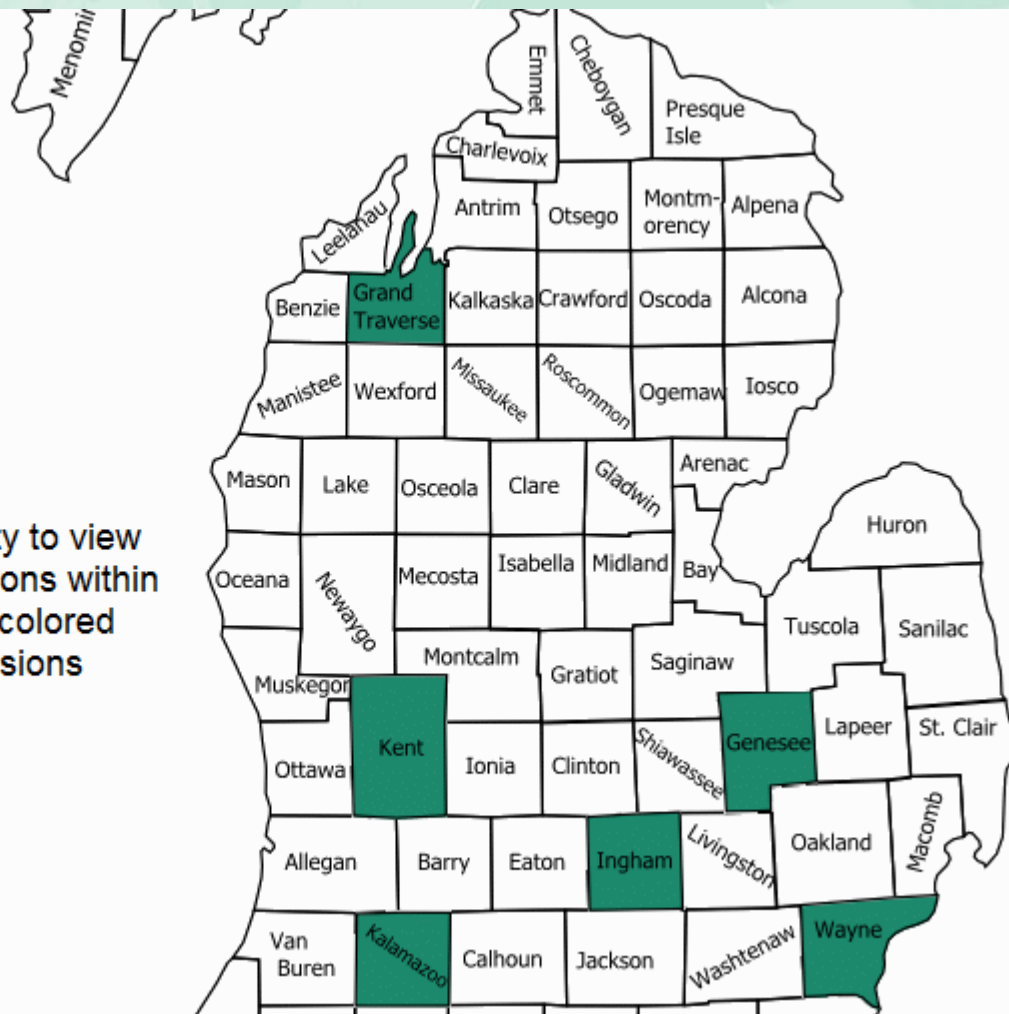 Menomin
Emmet
Cheboygan
Presque
Isle
Charlevoix
Antrim
Otsego
Montm-
orency
Alpena
Leelanau
Benzie
Grand
Traverse
Kalkaska
Crawford
Oscoda
Alcona
Manistee
Wexford
Missaukee
Roscommon
Ogemaw
Iosco
Mason
Lake
Osceola
Clare
Gladwin
Arenac
Huron
ty to view
ons within
colored
sions
Oceana
Newaygo
Mecosta
Isabella
Midland
Bay
Tuscola
Sanilac
Muskegon
Montcalm
Gratiot
Saginaw
Ottawa
Kent
Ionia
Clinton
Shiawassee
Genesee
Lapeer
St. Clair
Allegan
Barry
Eaton
Ingham
Livingston
Oakland
Macomb
Van
Buren
Kalamazoo
Calhoun
Jackson
Washtenaw
Wayne